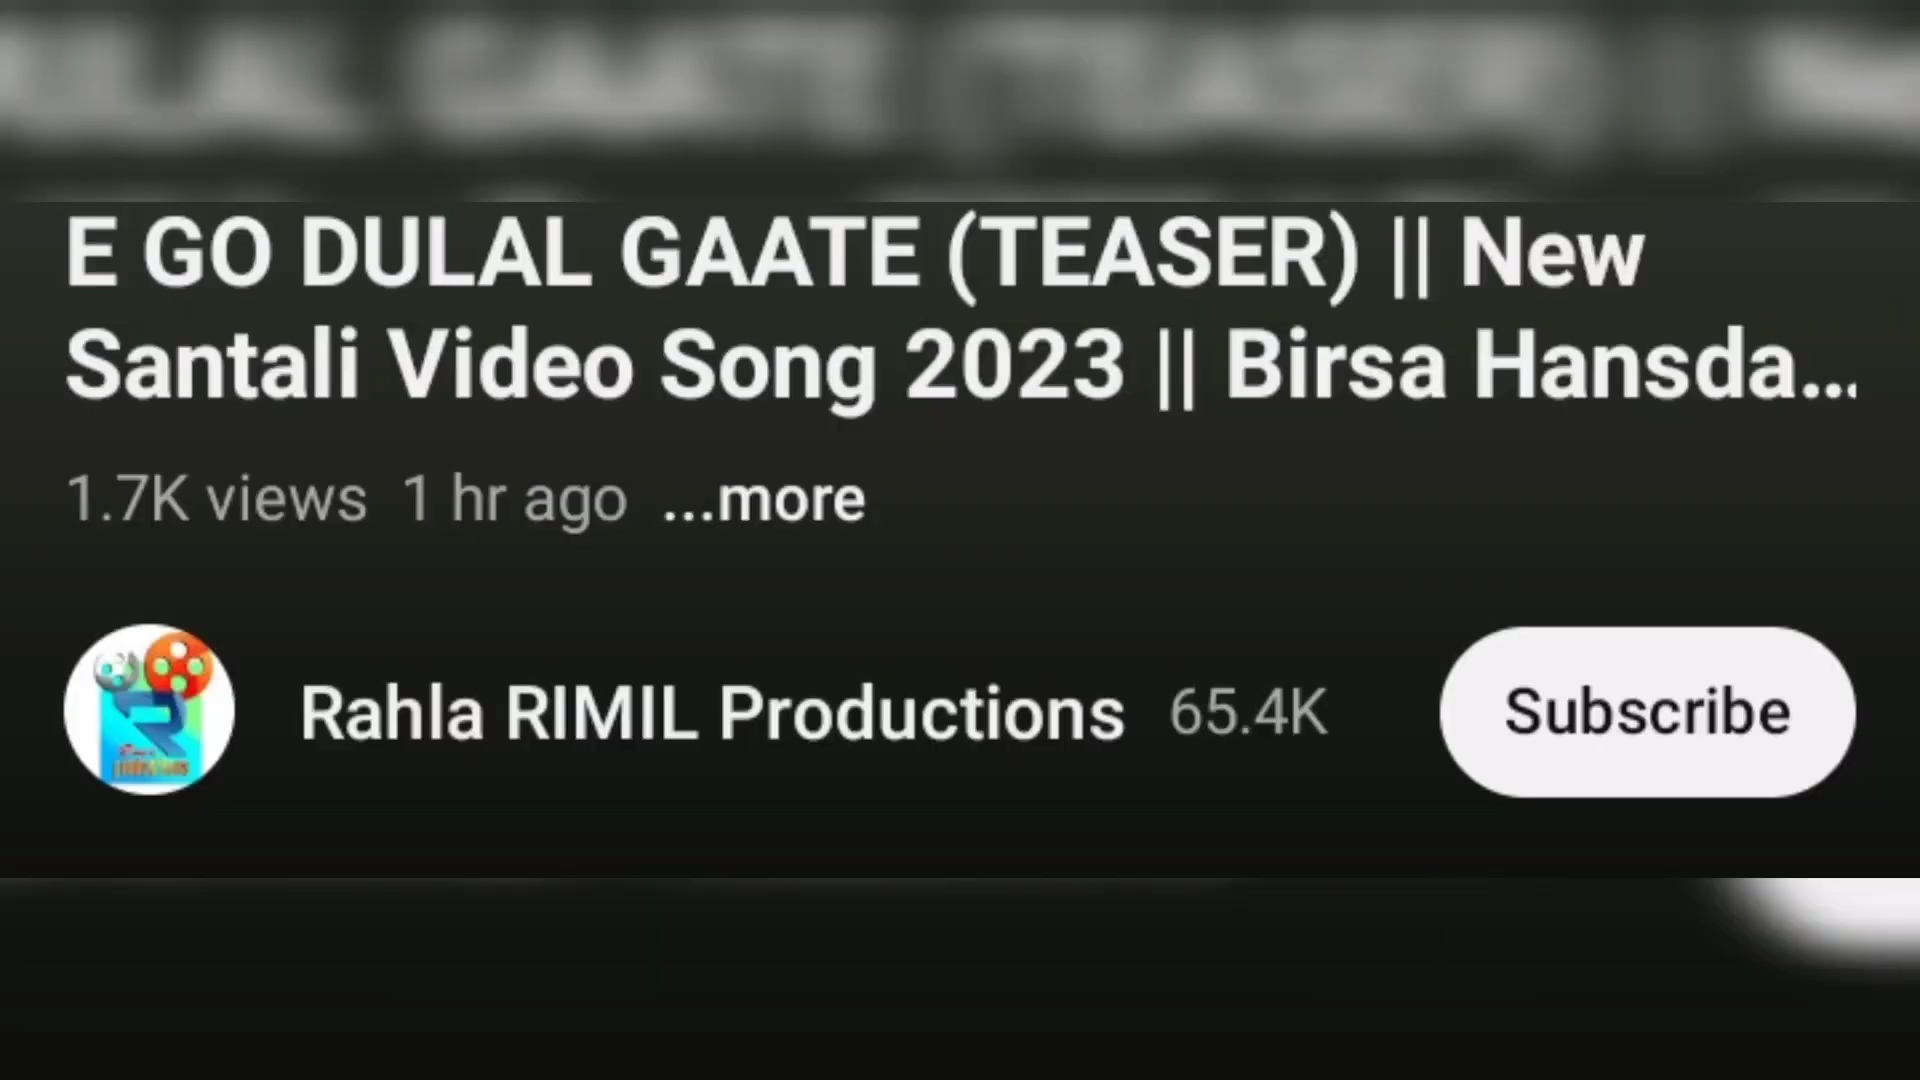 E GO DULAL GAATE (TEASER) || New
Santali Video Song 2023 || Birsa Hansda...
1.7K views 1 hr ago ...more
Rahla RIMIL Productions 65.4K Subscribe